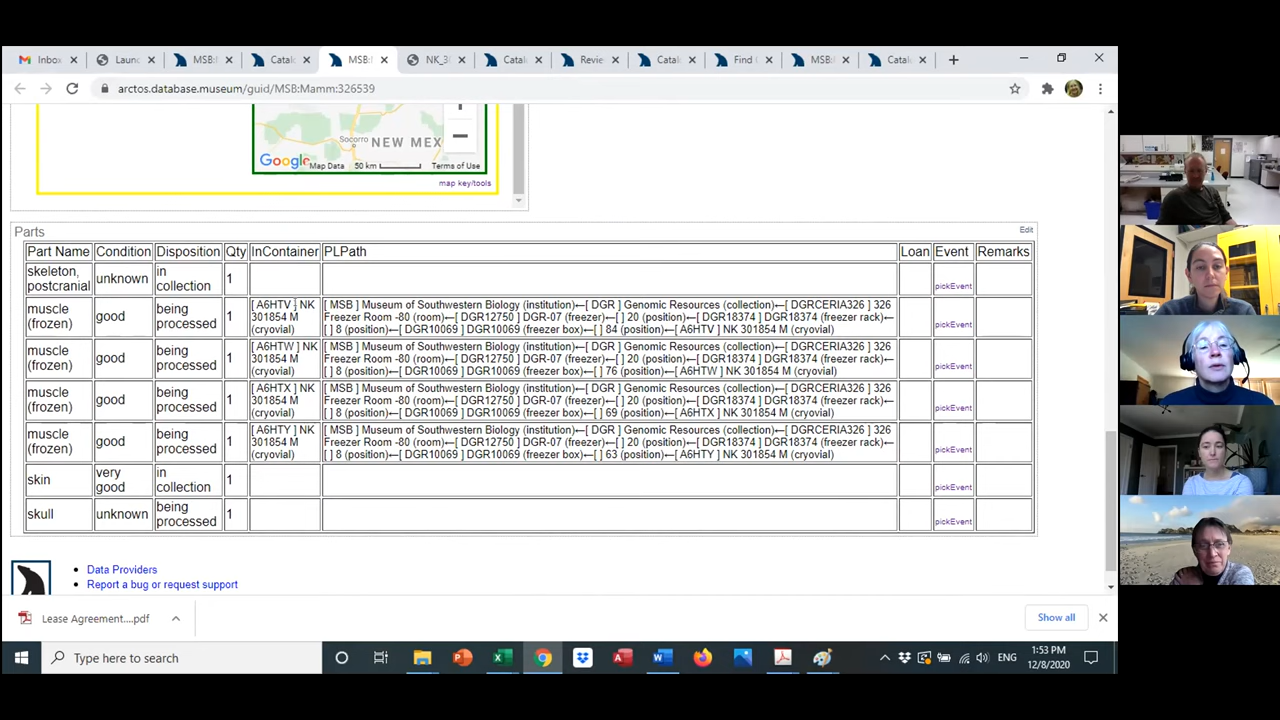 Inbox
Launc
MSB:M
Catalo
MSB:M
NK_30
Catalo
Review
Catalo
Find C
MSB:M
Catalo
arctos.database.museum/guid/MSB:Mamm:326539
Socorro
NEW MEX
Google
Map Data 50 km Terms of Use
map key/tools
Parts
Edit
Part Name Condition Disposition Qty InContainer PLPath Loan Event Remarks
skeleton, postcranial unknown in collection 1 pickEvent
muscle (frozen) good being processed 1 [ A6HTV ] NK 301854 M (cryovial) [ MSB ] Museum of Southwestern Biology (institution)←[ DGR ] Genomic Resources (collection)←[ DGRCERIA326 ] 326 Freezer Room -80 (room)←[ DGR12750 ] DGR-07 (freezer)←[ ] 20 (position)←[ DGR18374 ] DGR18374 (freezer rack)←[ ] 8 (position)←[ DGR10069 ] DGR10069 (freezer box)←[ ] 84 (position)←[ A6HTV ] NK 301854 M (cryovial) pickEvent
muscle (frozen) good being processed 1 [ A6HTW ] NK 301854 M (cryovial) [ MSB ] Museum of Southwestern Biology (institution)←[ DGR ] Genomic Resources (collection)←[ DGRCERIA326 ] 326 Freezer Room -80 (room)←[ DGR12750 ] DGR-07 (freezer)←[ ] 20 (position)←[ DGR18374 ] DGR18374 (freezer rack)←[ ] 8 (position)←[ DGR10069 ] DGR10069 (freezer box)←[ ] 76 (position)←[ A6HTW ] NK 301854 M (cryovial) pickEvent
muscle (frozen) good being processed 1 [ A6HTX ] NK 301854 M (cryovial) [ MSB ] Museum of Southwestern Biology (institution)←[ DGR ] Genomic Resources (collection)←[ DGRCERIA326 ] 326 Freezer Room -80 (room)←[ DGR12750 ] DGR-07 (freezer)←[ ] 20 (position)←[ DGR18374 ] DGR18374 (freezer rack)←[ ] 8 (position)←[ DGR10069 ] DGR10069 (freezer box)←[ ] 69 (position)←[ A6HTX ] NK 301854 M (cryovial) pickEvent
muscle (frozen) good being processed 1 [ A6HTY ] NK 301854 M (cryovial) [ MSB ] Museum of Southwestern Biology (institution)←[ DGR ] Genomic Resources (collection)←[ DGRCERIA326 ] 326 Freezer Room -80 (room)←[ DGR12750 ] DGR-07 (freezer)←[ ] 20 (position)←[ DGR18374 ] DGR18374 (freezer rack)←[ ] 8 (position)←[ DGR10069 ] DGR10069 (freezer box)←[ ] 63 (position)←[ A6HTY ] NK 301854 M (cryovial) pickEvent
skin very good in collection 1 pickEvent
skull unknown being processed 1 pickEvent
Data Providers
Report a bug or request support
Lease Agreement....pdf
Show all
Type here to search
ENG
1:53 PM
12/8/2020